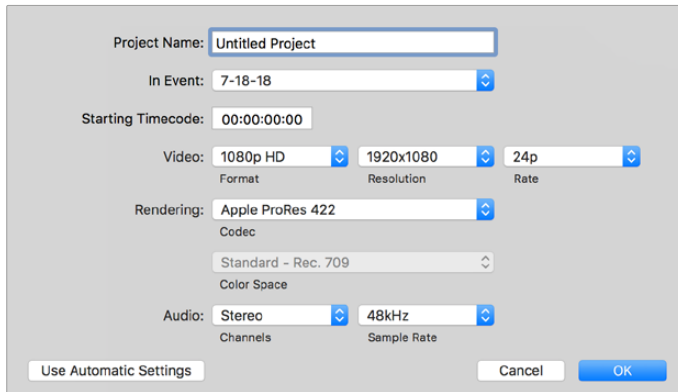 Project Name: Untitled Project
In Event: 7-18-18
Starting Timecode: 00:00:00:00
Video: 1080p HD 1920x1080 24p
Format Resolution Rate
Rendering: Apple ProRes 422
Codec
Standard - Rec. 709
Color Space
Audio: Stereo 48kHz
Channels Sample Rate
Use Automatic Settings Cancel OK